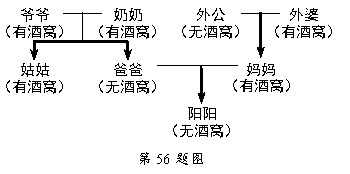 爷爷 奶奶 外公 外婆
（有酒窝） （有酒窝） （无酒窝） （有酒窝）
姑姑 爸爸 妈妈
（有酒窝） （无酒窝） （有酒窝）
阳阳
（无酒窝）
第 56 题图